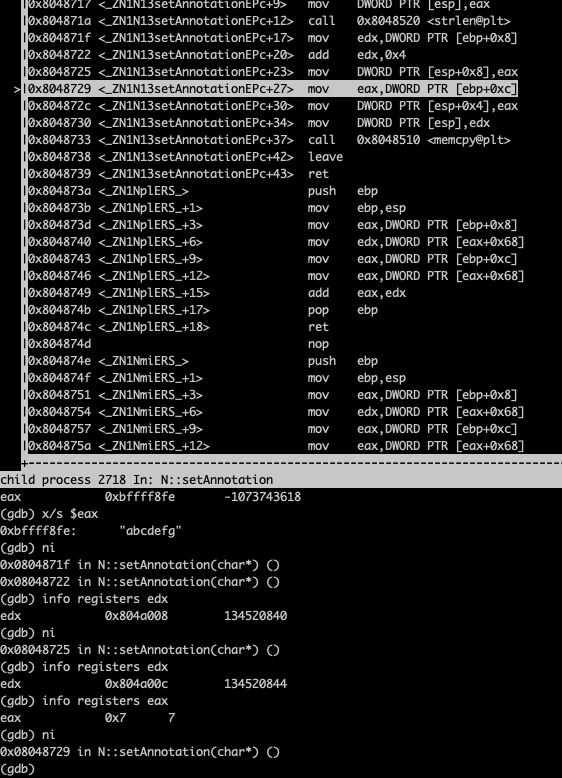 |0x8048717 <_ZN1N13setAnnotationEPc+9>      mov    DWORD PTR [esp],eax
|0x804871a <_ZN1N13setAnnotationEPc+12>     call   0x8048520 <strlen@plt>
|0x804871f <_ZN1N13setAnnotationEPc+17>     mov    edx,DWORD PTR [ebp+0x8]
|0x8048722 <_ZN1N13setAnnotationEPc+20>     add    edx,0x4
|0x8048725 <_ZN1N13setAnnotationEPc+23>     mov    DWORD PTR [esp+0x8],eax
>|0x8048729 <_ZN1N13setAnnotationEPc+27>     mov    eax,DWORD PTR [ebp+0xc]
|0x804872c <_ZN1N13setAnnotationEPc+30>     mov    DWORD PTR [esp+0x4],eax
|0x8048730 <_ZN1N13setAnnotationEPc+34>     mov    DWORD PTR [esp],edx
|0x8048733 <_ZN1N13setAnnotationEPc+37>     call   0x8048510 <memcpy@plt>
|0x8048738 <_ZN1N13setAnnotationEPc+42>     leave
|0x8048739 <_ZN1N13setAnnotationEPc+43>     ret
|0x804873a <_ZN1NplERS_>                    push   ebp
|0x804873b <_ZN1NplERS_+1>                  mov    ebp,esp
|0x804873d <_ZN1NplERS_+3>                  mov    eax,DWORD PTR [ebp+0x8]
|0x8048740 <_ZN1NplERS_+6>                  mov    edx,DWORD PTR [eax+0x68]
|0x8048743 <_ZN1NplERS_+9>                  mov    eax,DWORD PTR [ebp+0xc]
|0x8048746 <_ZN1NplERS_+12>                 mov    eax,DWORD PTR [eax+0x68]
|0x8048749 <_ZN1NplERS_+15>                 add    eax,edx
|0x804874b <_ZN1NplERS_+17>                 pop    ebp
|0x804874c <_ZN1NplERS_+18>                 ret
|0x804874d                                  nop
|0x804874e <_ZN1NmiERS_>                    push   ebp
|0x804874f <_ZN1NmiERS_+1>                  mov    ebp,esp
|0x8048751 <_ZN1NmiERS_+3>                  mov    eax,DWORD PTR [ebp+0x8]
|0x8048754 <_ZN1NmiERS_+6>                  mov    edx,DWORD PTR [eax+0x68]
|0x8048757 <_ZN1NmiERS_+9>                  mov    eax,DWORD PTR [ebp+0xc]
|0x804875a <_ZN1NmiERS_+12>                 mov    eax,DWORD PTR [eax+0x68]
child process 2718 In: N::setAnnotation
eax            0xbffff8fe       -1073743618
(gdb) x/s $eax
0xbffff8fe:      "abcdefg"
(gdb) ni
0x0804871f in N::setAnnotation(char*) ()
0x08048722 in N::setAnnotation(char*) ()
(gdb) info registers edx
edx            0x804a008        134520840
(gdb) ni
0x08048725 in N::setAnnotation(char*) ()
(gdb) info registers edx
edx            0x804a00c        134520844
(gdb) info registers eax
eax            0x7      7
(gdb) ni
0x08048729 in N::setAnnotation(char*) ()
(gdb)